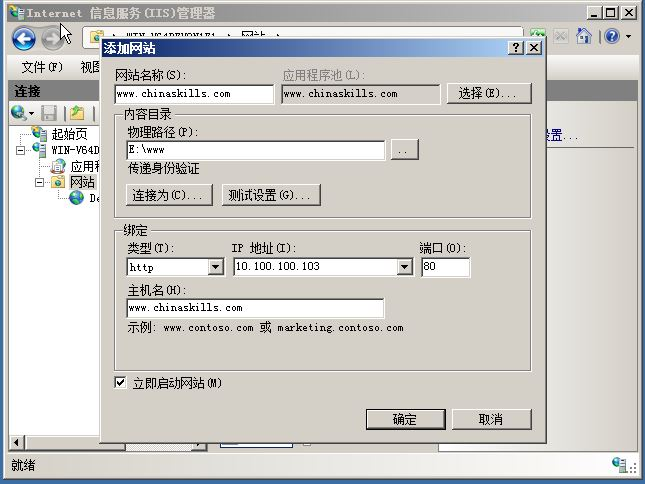 Internet 信息服务(IIS)管理器
WIN-V64DEVON1E1 网站
文件(F) 视图
连接
起始页
WIN-V64D
应用程
网站
De
设置...
添加网站
网站名称(S):
应用程序池(L):
www.chinaskills.com
www.chinaskills.com
选择(E)...
内容目录
物理路径(P):
E:\www
..
传递身份验证
连接为(C)...
测试设置(G)...
绑定
类型(T):
IP 地址(I):
端口(O):
http
10.100.100.103
80
主机名(H):
www.chinaskills.com
示例: www.contoso.com 或 marketing.contoso.com
立即启动网站(M)
确定
取消
就绪